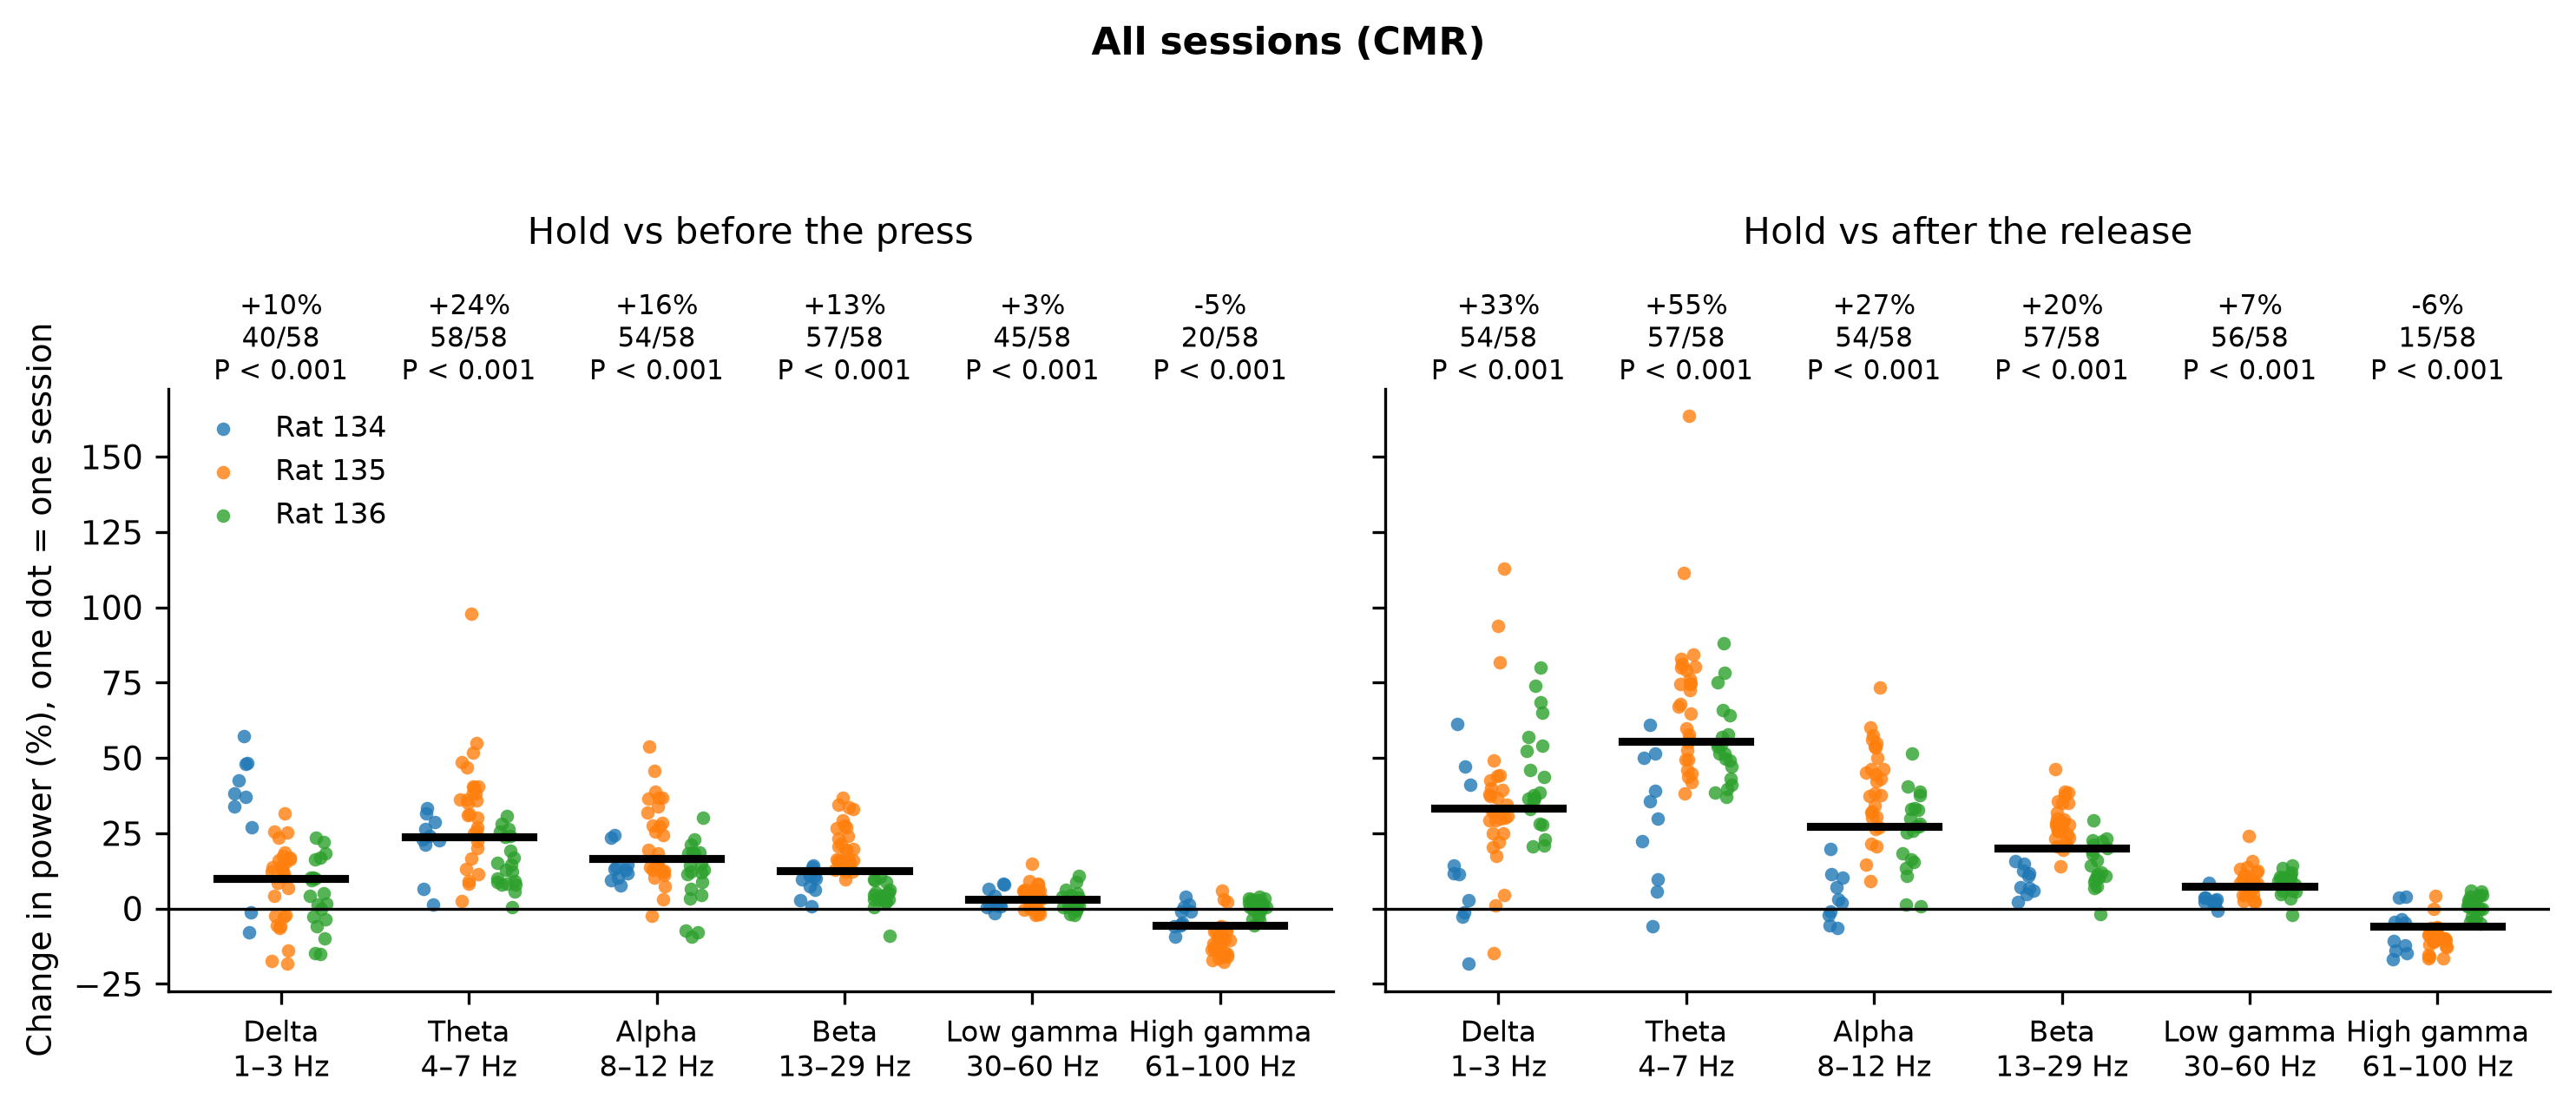 All sessions (CMR)
Hold vs before the press
+10% +24% +16% +13% +3% -5%
40/58 58/58 54/58 57/58 45/58 20/58
P < 0.001 P < 0.001 P < 0.001 P < 0.001 P < 0.001 P < 0.001
Change in power (%), one dot = one session
Rat 134
Rat 135
Rat 136
150
125
100
75
50
25
0
−25
Delta Theta Alpha Beta Low gamma High gamma
1–3 Hz 4–7 Hz 8–12 Hz 13–29 Hz 30–60 Hz 61–100 Hz
Hold vs after the release
+33% +55% +27% +20% +7% -6%
54/58 57/58 54/58 57/58 56/58 15/58
P < 0.001 P < 0.001 P < 0.001 P < 0.001 P < 0.001 P < 0.001
Delta Theta Alpha Beta Low gamma High gamma
1–3 Hz 4–7 Hz 8–12 Hz 13–29 Hz 30–60 Hz 61–100 Hz